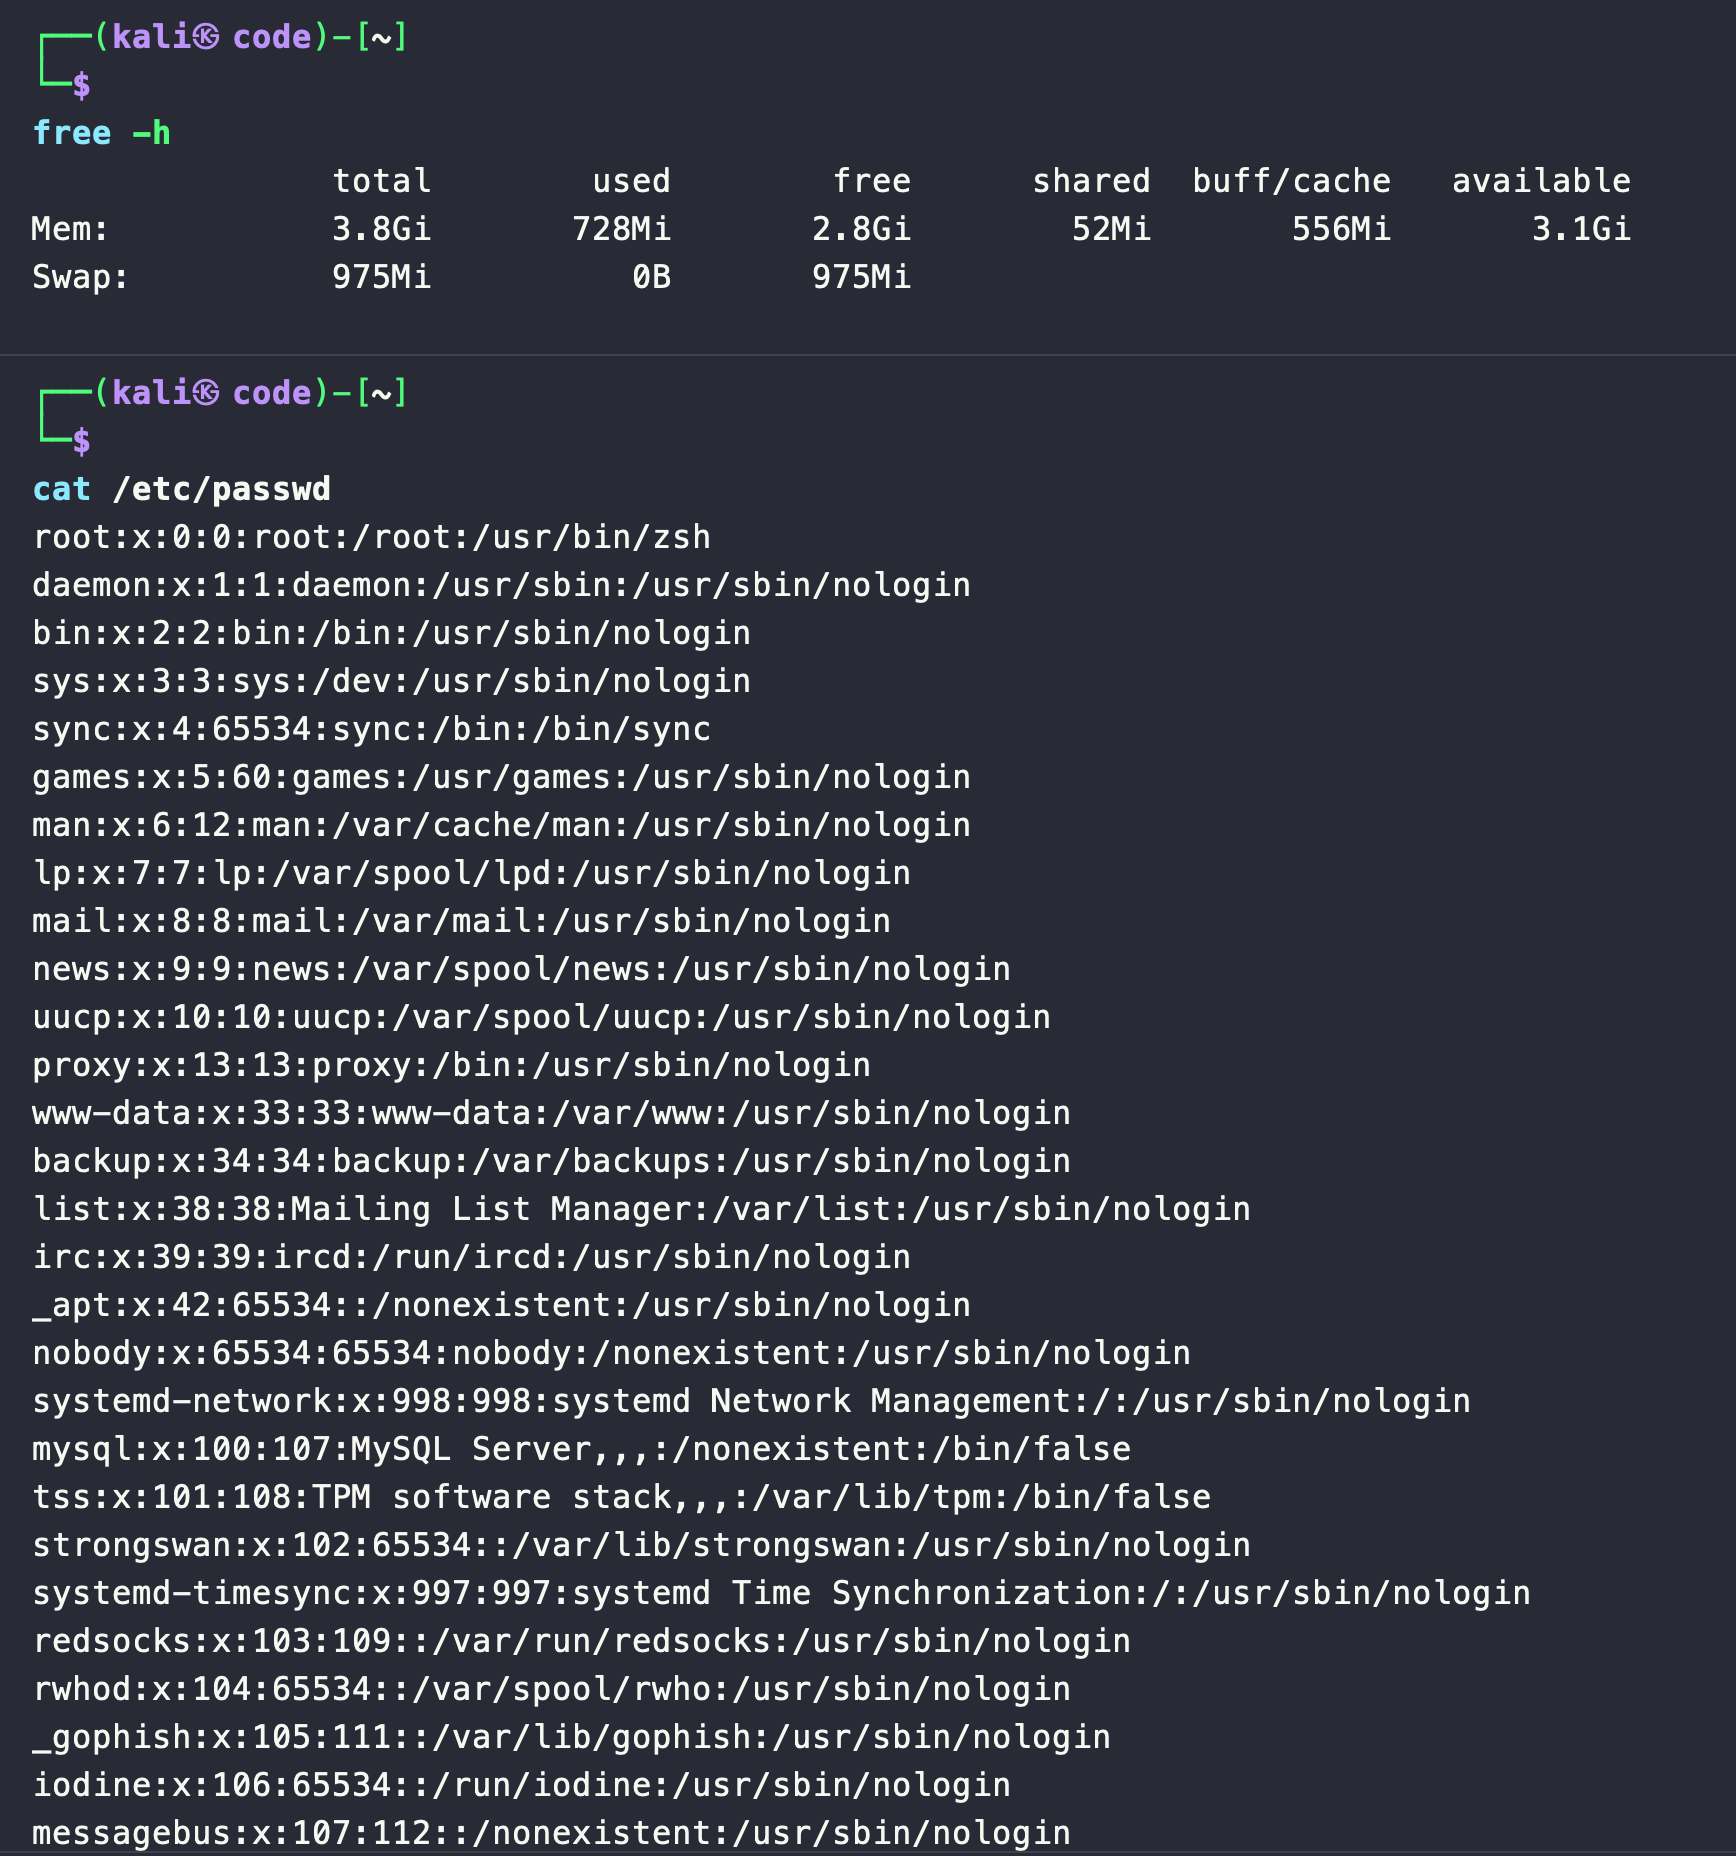 ┌──(kali㉿ code)-[~]
└─$
free -h
               total        used        free      shared  buff/cache   available
Mem:           3.8Gi       728Mi       2.8Gi        52Mi       556Mi       3.1Gi
Swap:          975Mi          0B       975Mi
┌──(kali㉿ code)-[~]
└─$
cat /etc/passwd
root:x:0:0:root:/root:/usr/bin/zsh
daemon:x:1:1:daemon:/usr/sbin:/usr/sbin/nologin
bin:x:2:2:bin:/bin:/usr/sbin/nologin
sys:x:3:3:sys:/dev:/usr/sbin/nologin
sync:x:4:65534:sync:/bin:/bin/sync
games:x:5:60:games:/usr/games:/usr/sbin/nologin
man:x:6:12:man:/var/cache/man:/usr/sbin/nologin
lp:x:7:7:lp:/var/spool/lpd:/usr/sbin/nologin
mail:x:8:8:mail:/var/mail:/usr/sbin/nologin
news:x:9:9:news:/var/spool/news:/usr/sbin/nologin
uucp:x:10:10:uucp:/var/spool/uucp:/usr/sbin/nologin
proxy:x:13:13:proxy:/bin:/usr/sbin/nologin
www-data:x:33:33:www-data:/var/www:/usr/sbin/nologin
backup:x:34:34:backup:/var/backups:/usr/sbin/nologin
list:x:38:38:Mailing List Manager:/var/list:/usr/sbin/nologin
irc:x:39:39:ircd:/run/ircd:/usr/sbin/nologin
_apt:x:42:65534::/nonexistent:/usr/sbin/nologin
nobody:x:65534:65534:nobody:/nonexistent:/usr/sbin/nologin
systemd-network:x:998:998:systemd Network Management:/:/usr/sbin/nologin
mysql:x:100:107:MySQL Server,,,:/nonexistent:/bin/false
tss:x:101:108:TPM software stack,,,:/var/lib/tpm:/bin/false
strongswan:x:102:65534::/var/lib/strongswan:/usr/sbin/nologin
systemd-timesync:x:997:997:systemd Time Synchronization:/:/usr/sbin/nologin
redsocks:x:103:109::/var/run/redsocks:/usr/sbin/nologin
rwhod:x:104:65534::/var/spool/rwho:/usr/sbin/nologin
_gophish:x:105:111::/var/lib/gophish:/usr/sbin/nologin
iodine:x:106:65534::/run/iodine:/usr/sbin/nologin
messagebus:x:107:112::/nonexistent:/usr/sbin/nologin